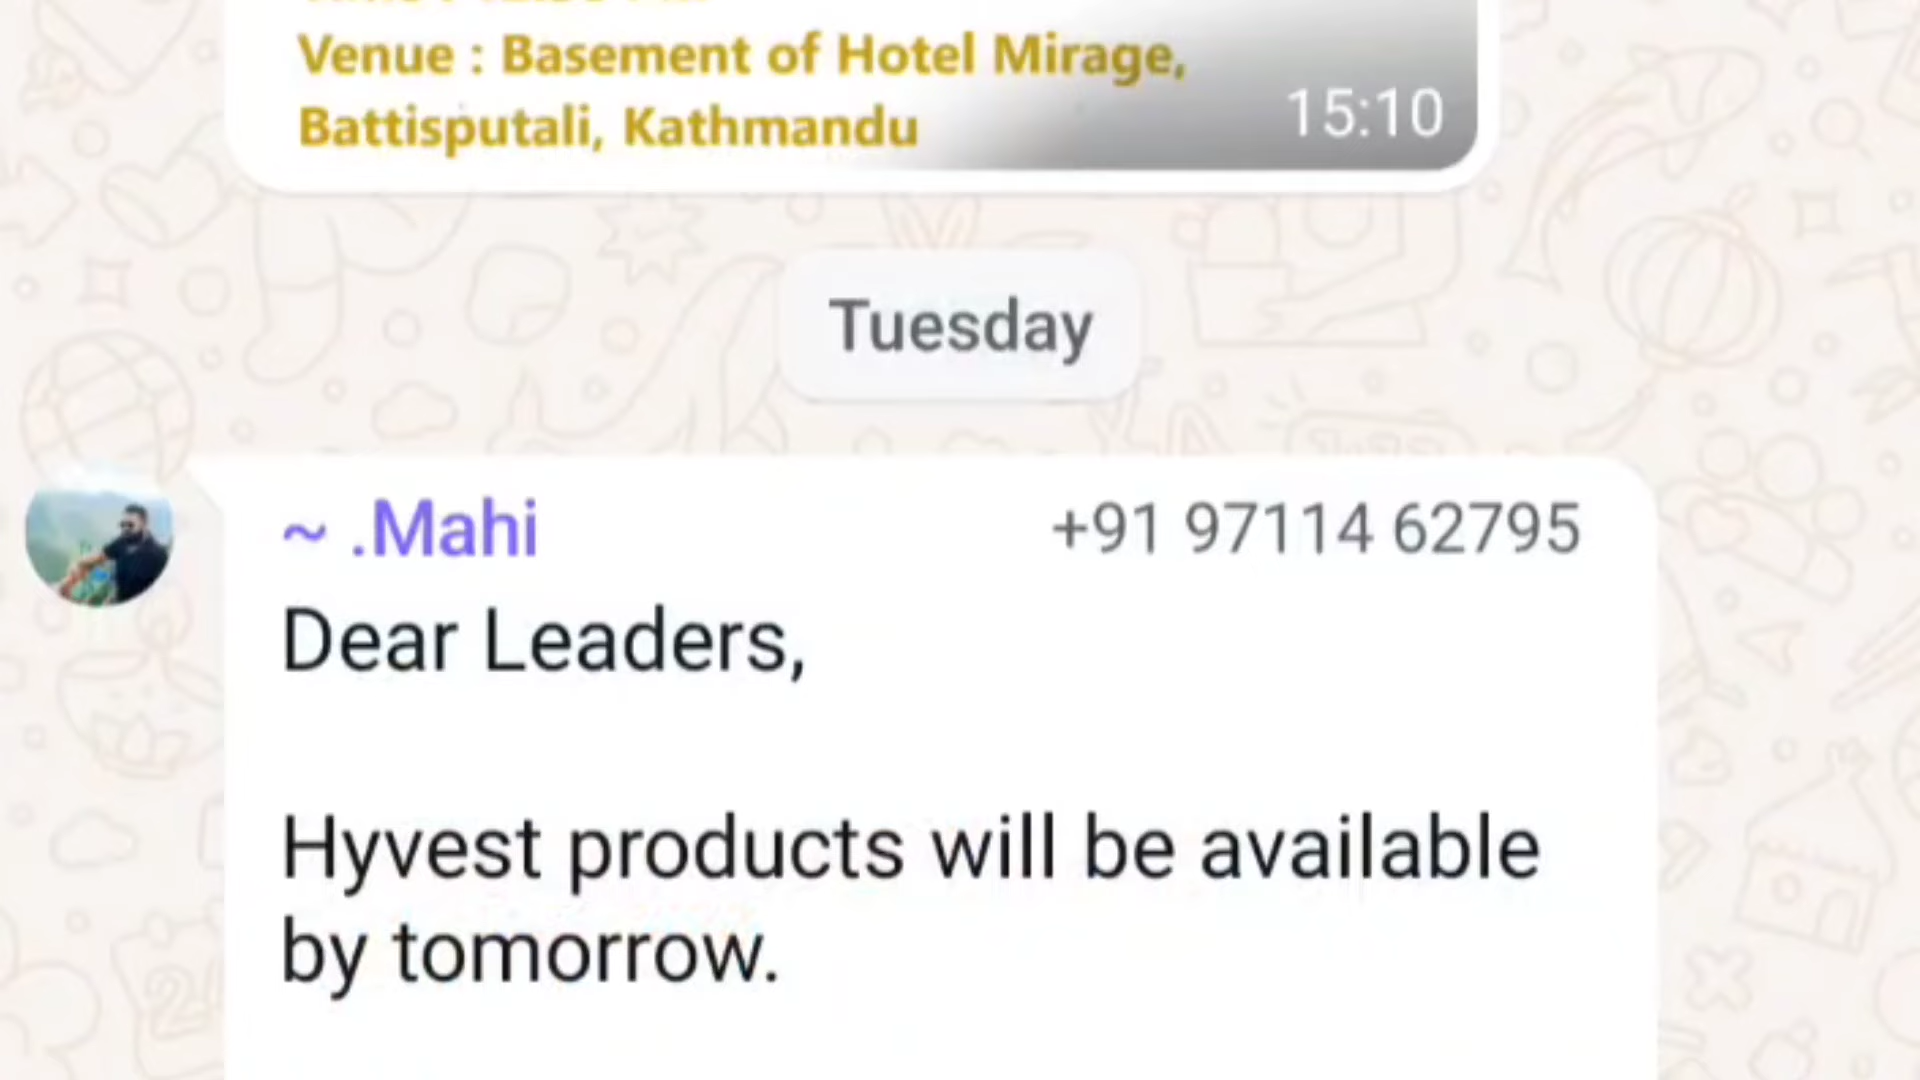 Venue : Basement of Hotel Mirage,
Battisputali, Kathmandu
15:10
Tuesday
~ .Mahi
+91 97114 62795
Dear Leaders,
Hyvest products will be available
by tomorrow.